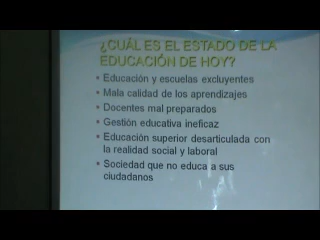 ¿CUÁL ES EL ESTADO DE LA
EDUCACIÓN DE HOY?
• Educación y escuelas excluyentes
• Mala calidad de los aprendizajes
• Docentes mal preparados
• Gestión educativa ineficaz
• Educación superior desarticulada con
la realidad social y laboral
• Sociedad que no educa a sus
ciudadanos